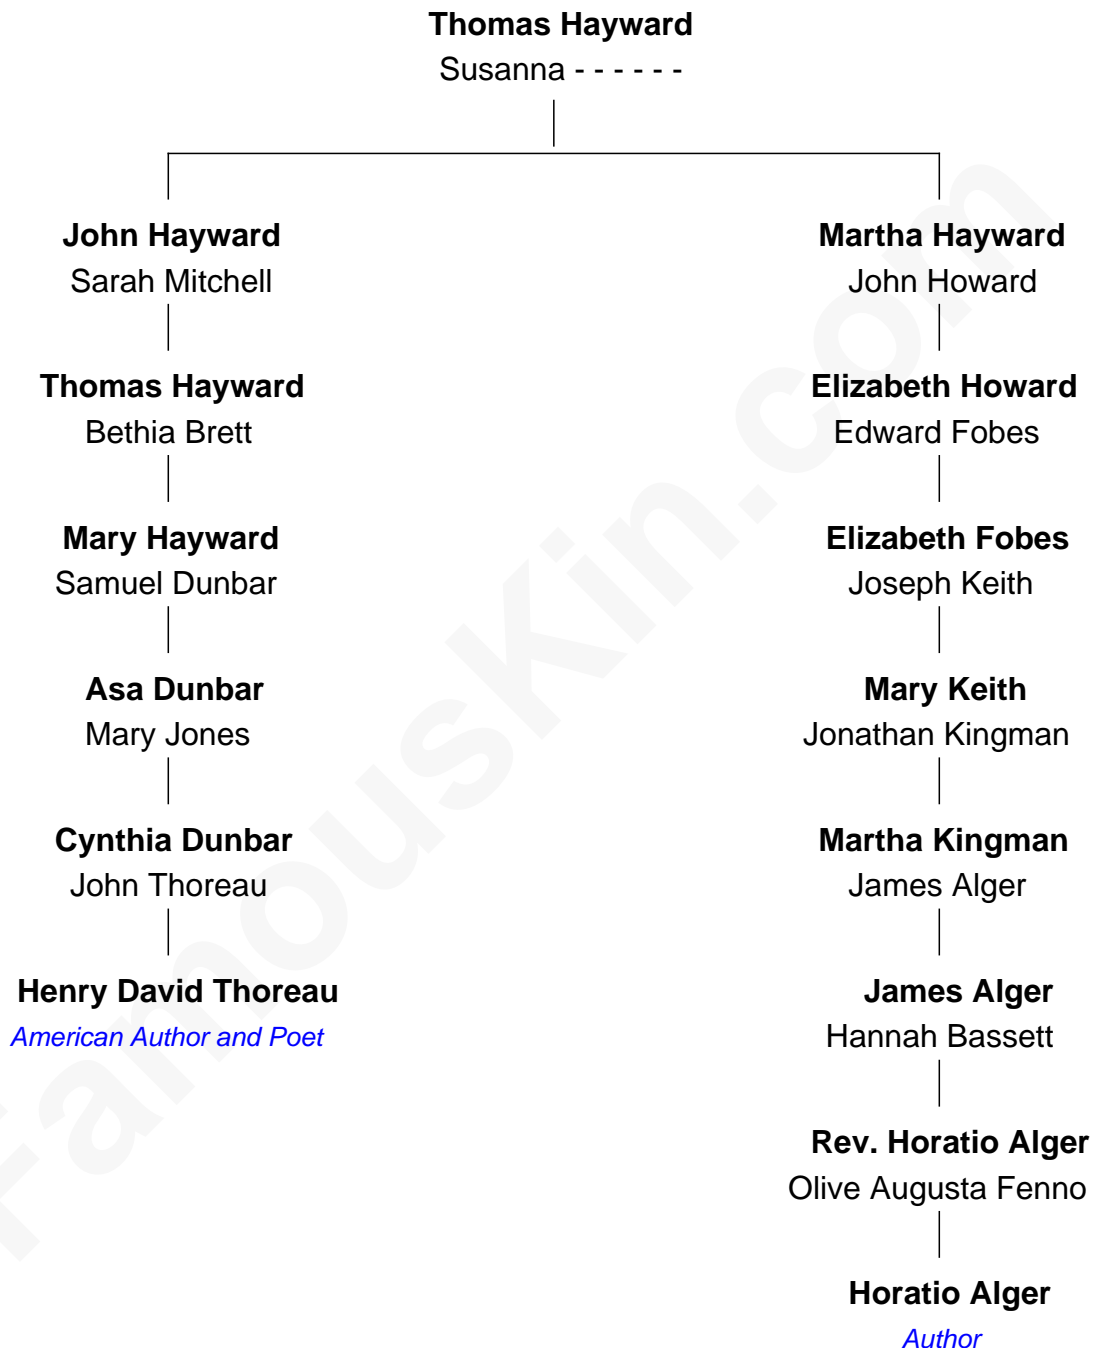 Thomas Hayward
Susanna - - - - - -
John Hayward
Sarah Mitchell
Martha Hayward
John Howard
Thomas Hayward
Bethia Brett
Elizabeth Howard
Edward Fobes
Mary Hayward
Samuel Dunbar
Elizabeth Fobes
Joseph Keith
Asa Dunbar
Mary Jones
Mary Keith
Jonathan Kingman
Cynthia Dunbar
John Thoreau
Martha Kingman
James Alger
Henry David Thoreau
American Author and Poet
James Alger
Hannah Bassett
Rev. Horatio Alger
Olive Augusta Fenno
Horatio Alger
Author
FamousKin.com